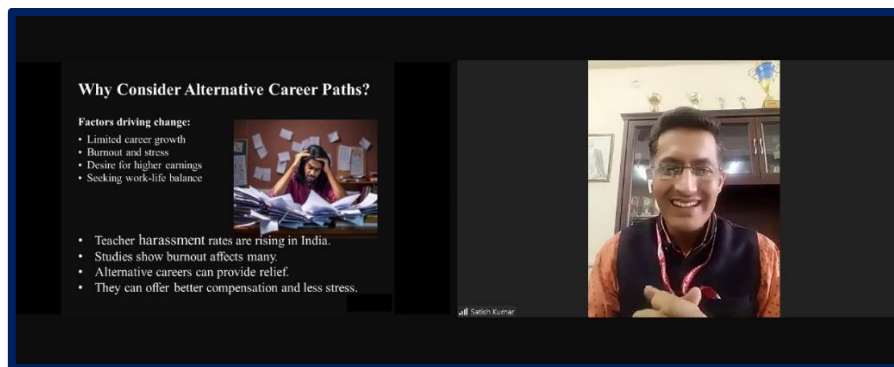 Why Consider Alternative Career Paths?
Factors driving change:
• Limited career growth
• Burnout and stress
• Desire for higher earnings
• Seeking work-life balance
• Teacher harassment rates are rising in India.
• Studies show burnout affects many.
• Alternative careers can provide relief.
• They can offer better compensation and less stress.
Satish Kumar